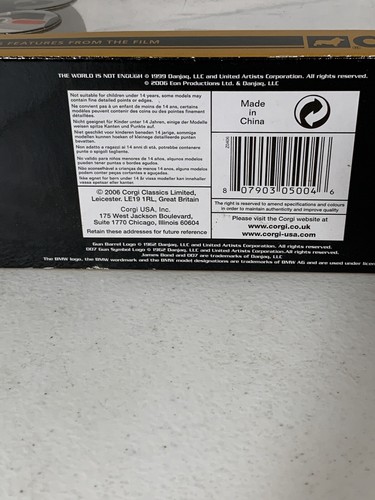 FEATURES FROM THE FILM
THE WORLD IS NOT ENOUGH © 1999 Danjaq, LLC and United Artists Corporation. All rights reserved.
© 2006 Eon Productions Ltd. & Danjaq, LLC
Not suitable for children under 14 years, some models may
contain fine detailed points or edges.
Ne convient pas à un enfant de moins de 14 ans, certains
modèles peuvent contenir des coins ou des pointes finement
détaillées.
Nicht geeignet für Kinder unter 14 Jahren, einige der Modelle
weisen spitze Kanten und Punkte auf.
Niet geschikt voor kinderen beneden 14 jarige, sommige
modellen kunnen hoeken of kleinere detailleerde punten
bevatten.
Non adatto a ragazzi ai 14 anni di età, potrebbe contenere
punta o spigoli taglienti.
No valido para niños menores de 14 años, algunos modelos
pueden tener puntas o bordes agudos.
Não aconselhável a crianças de menos de 14 anos, alguns
modelos podem conter pontas ou bicos aguçados.
© 2006 Corgi Classics Limited,
Leicester. LE19 1RL, Great Britain
Corgi USA, Inc.
175 West Jackson Boulevard,
Suite 1770 Chicago, Illinois 60604
Retain these addresses for future reference
Made
in
China
8 07903 05004 6
The right is reserved to amend specifications and colours
in order to maintain authenticity and improve quality
Please visit the Corgi website at
www.corgi.co.uk
www.corgi-usa.com
Gun Barrel Logo © 1962 Danjaq, LLC and United Artists Corporation. All rights reserved.
007 Gun Symbol Logo © 1962 Danjaq, LLC and United Artists Corporation. All rights reserved.
James Bond and 007 are trademarks of Danjaq, LLC
The BMW logo, the BMW wordmark and the BMW model designations are trademarks of BMW AG and are used under